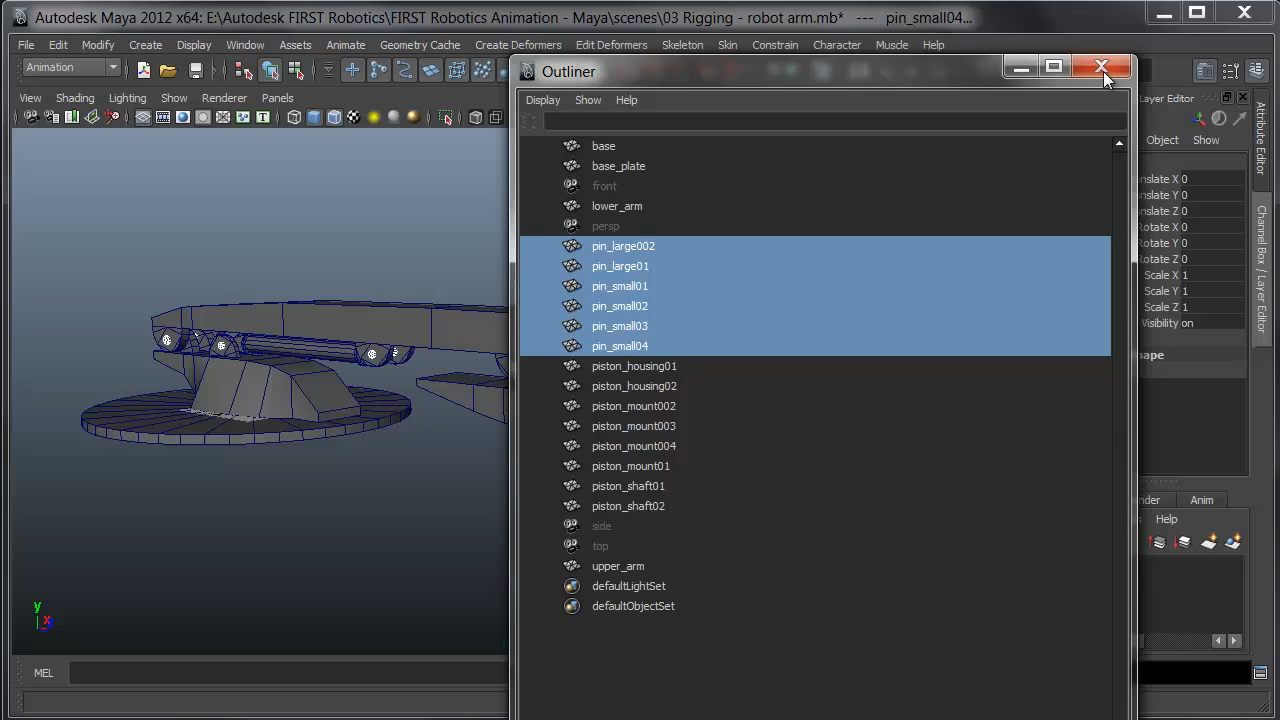 Autodesk Maya 2012 x64: E:\Autodesk FIRST Robotics\FIRST Robotics Animation - Maya\scenes\03 Rigging - robot arm.mb* --- pin_small04...
File Edit Modify Create Display Window Assets Animate Geometry Cache Create Deformers Edit Deformers Skeleton Skin Constrain Character Muscle Help
Animation
Outliner
View Shading Lighting Show Renderer Panels
Display Show Help
ayer Editor
Object Show
base
base_plate
front
lower_arm
persp
pin_large002
pin_large01
pin_small01
pin_small02
pin_small03
pin_small04
piston_housing01
piston_housing02
piston_mount002
piston_mount003
piston_mount004
piston_mount01
piston_shaft01
piston_shaft02
side
top
upper_arm
defaultLightSet
defaultObjectSet
anslate X 0
anslate Y 0
anslate Z 0
Rotate X 0
Rotate Y 0
Rotate Z 0
Scale X 1
Scale Y 1
Scale Z 1
Visibility on
hape
nder Anim
s Help
Attribute Editor
Channel Box / Layer Editor
y
x
MEL